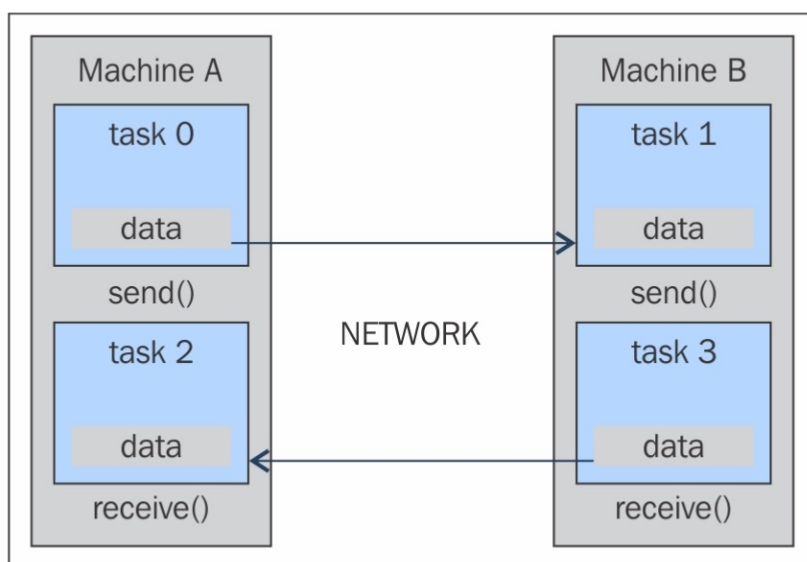 Machine A
task 0
data
send()
task 2
data
receive()
NETWORK
Machine B
task 1
data
send()
task 3
data
receive()